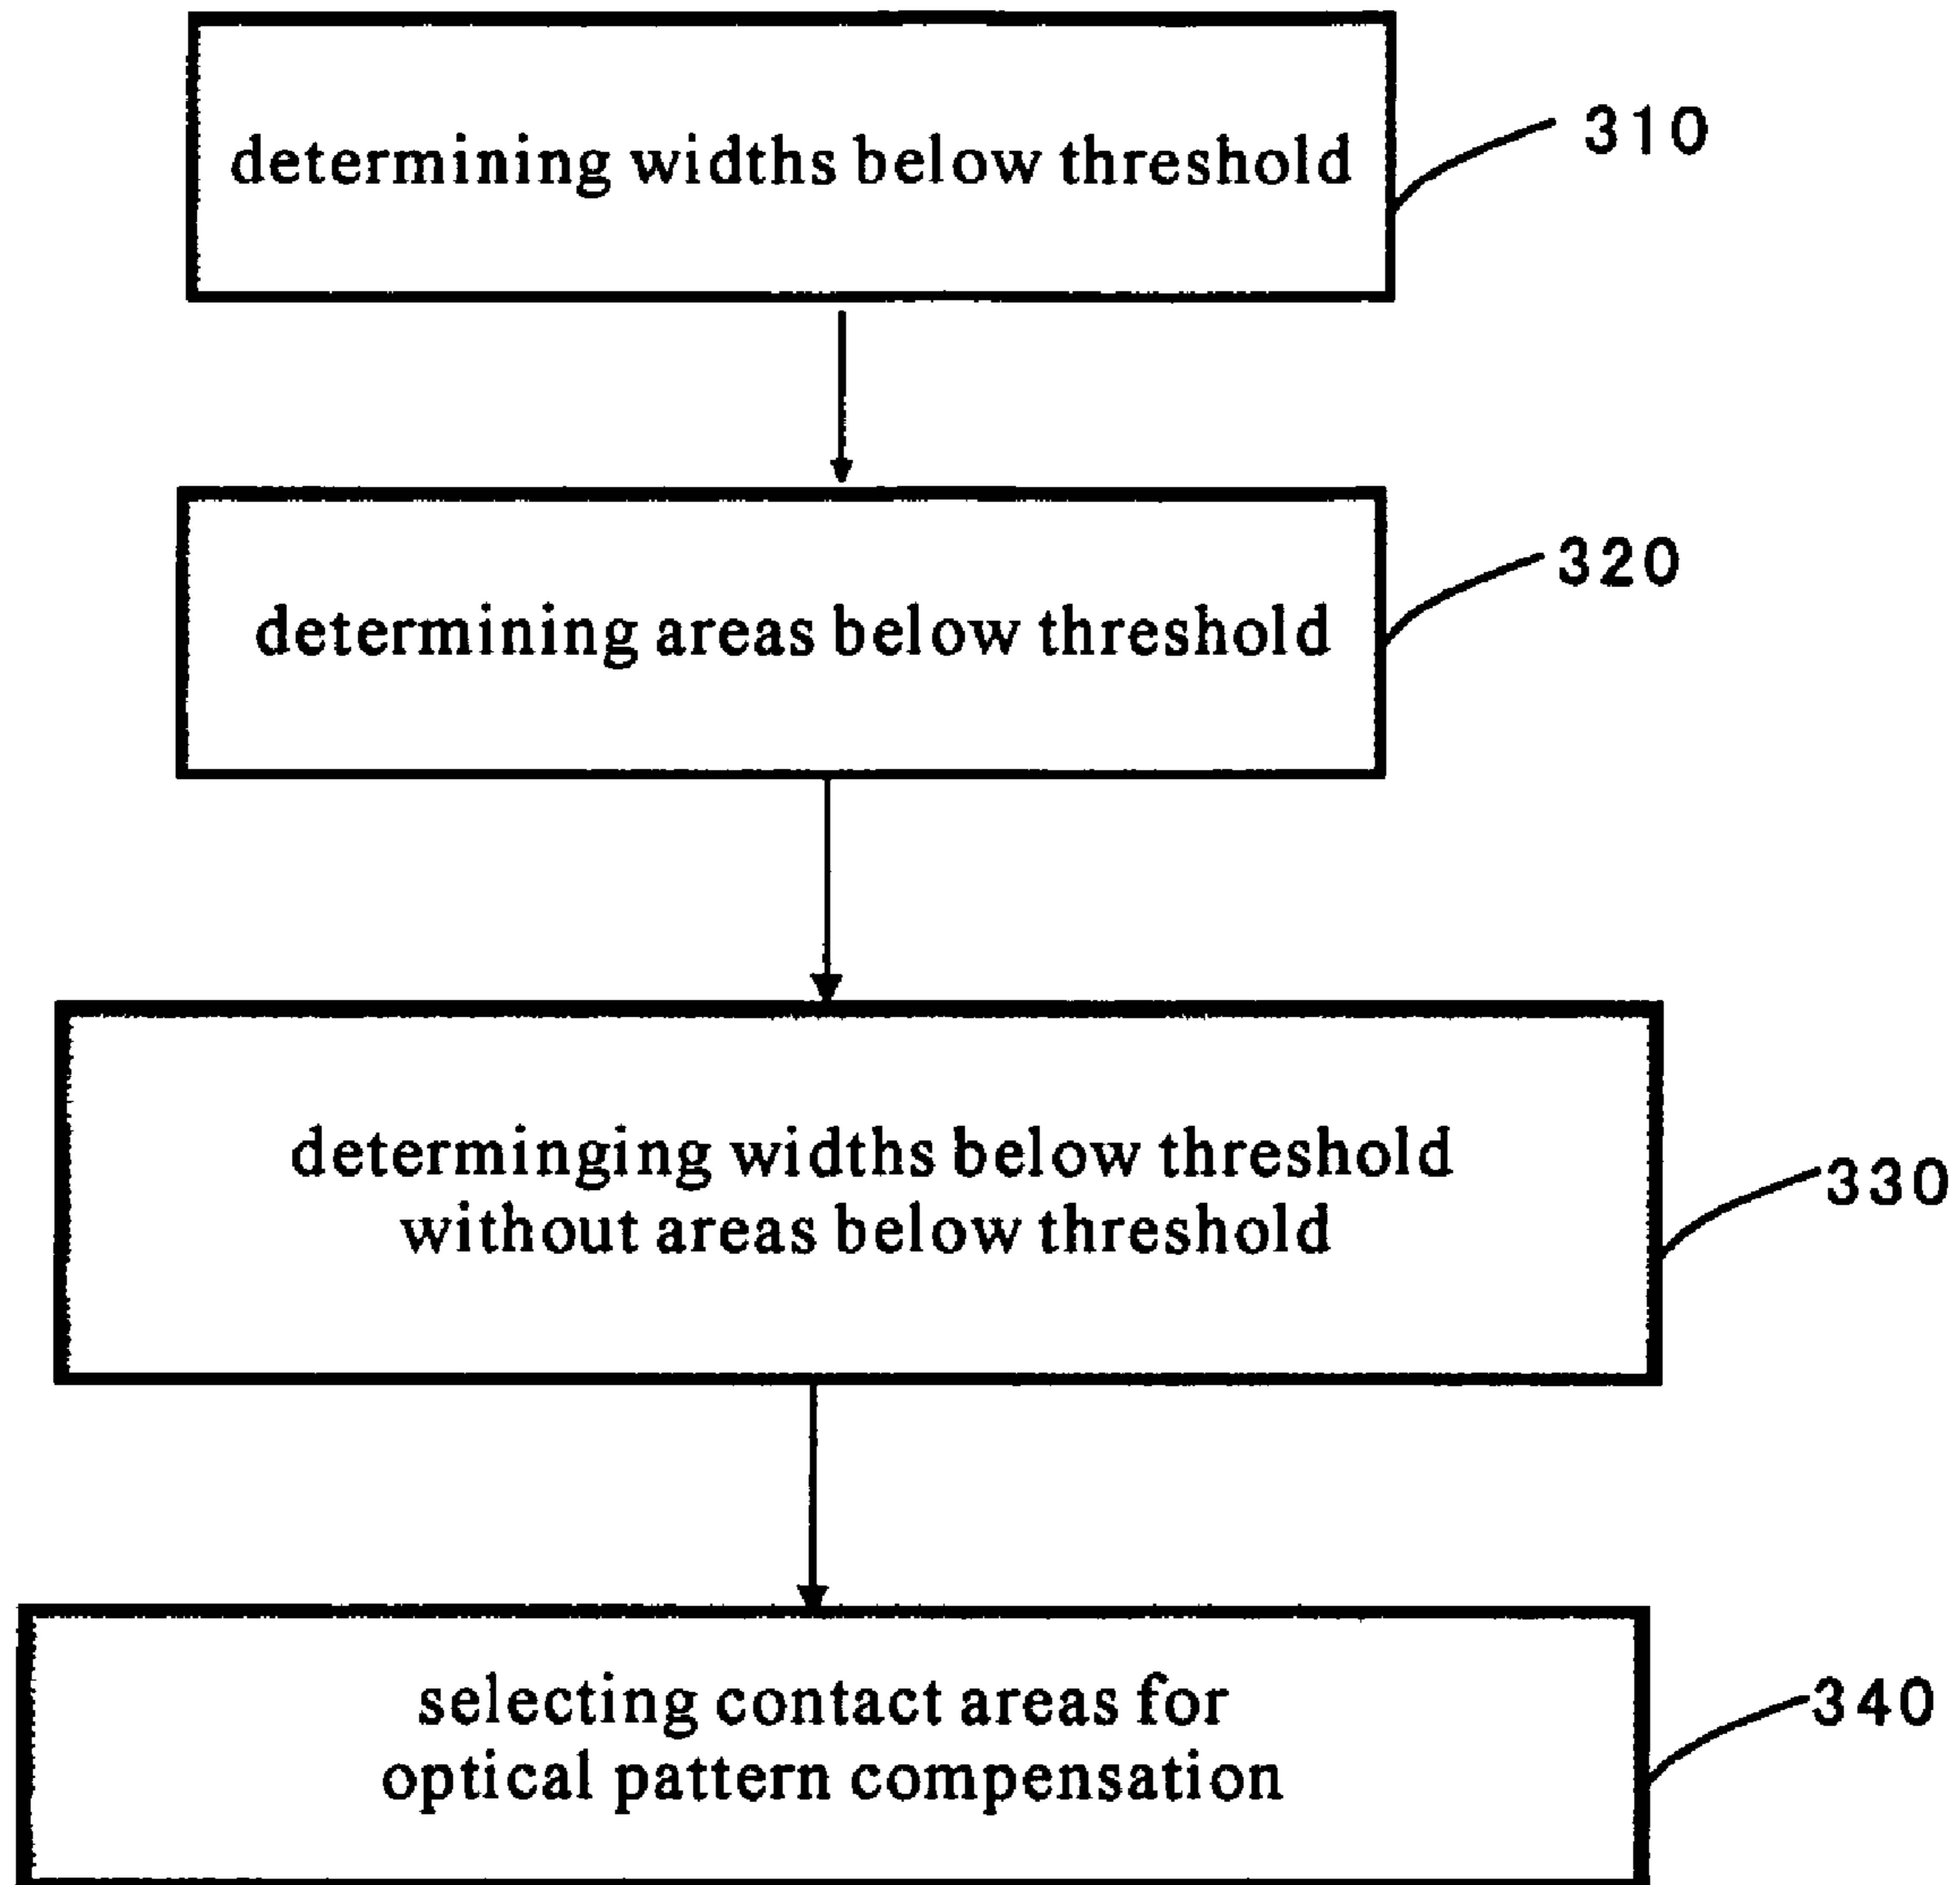 determining widths below threshold
310
determining areas below threshold
320
determinging widths below threshold
without areas below threshold
330
selecting contact areas for
optical pattern compensation
340